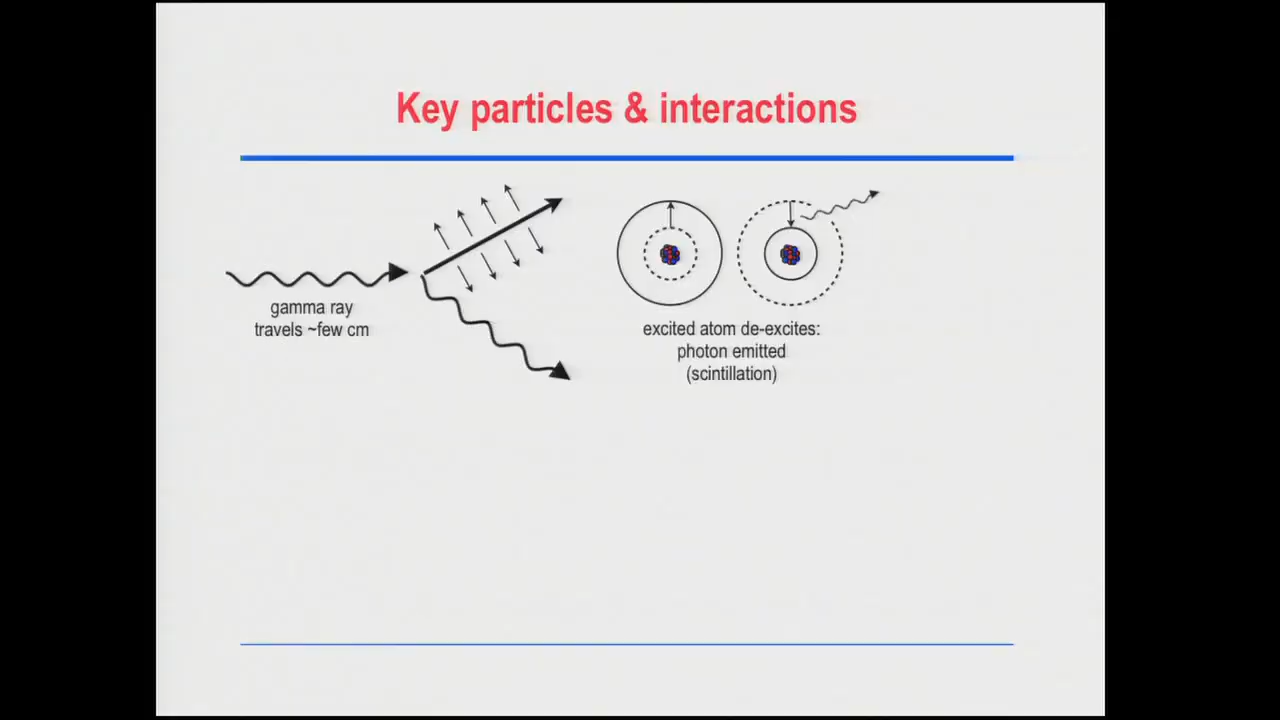 Key particles & interactions
gamma ray
travels ~few cm
excited atom de-excites:
photon emitted
(scintillation)